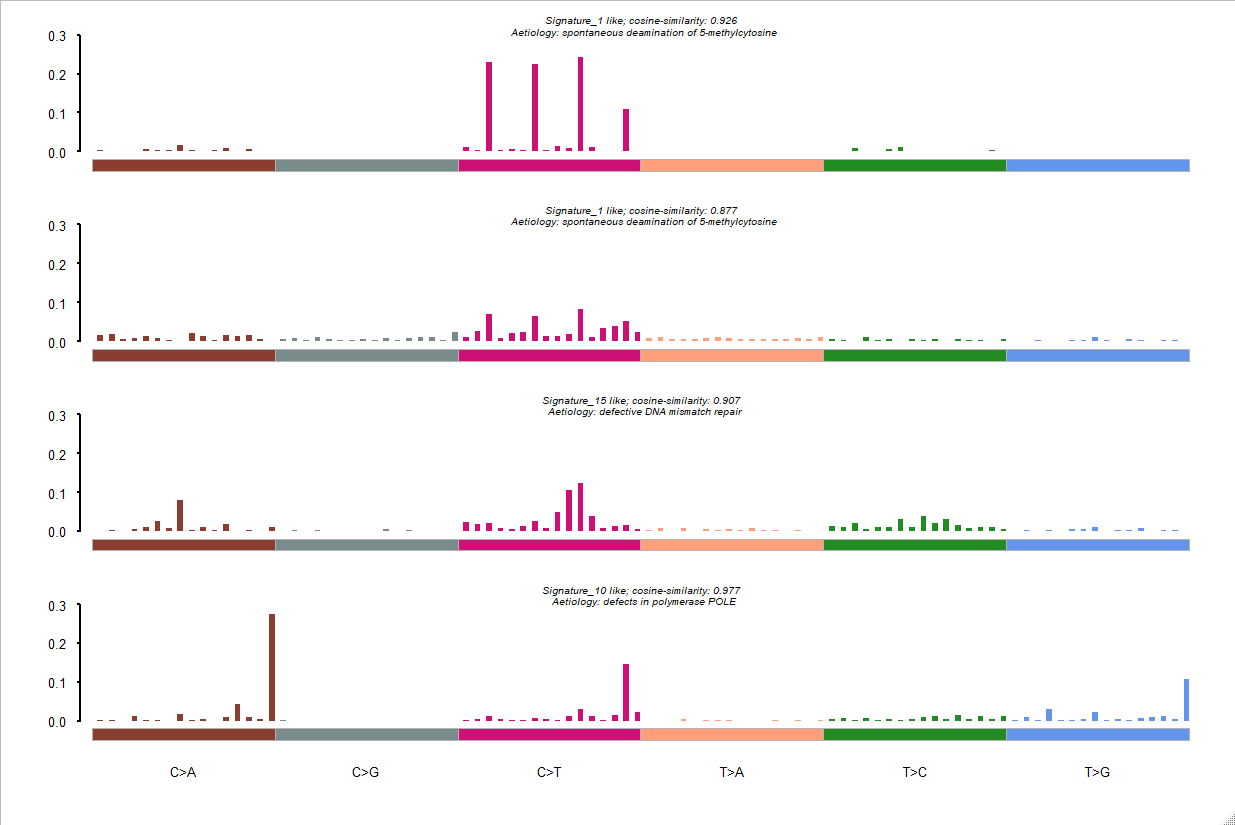 Signature_1 like; cosine-similarity: 0.926
Aetiology: spontaneous deamination of 5-methylcytosine
0.3
0.2
0.1
0.0
Signature_1 like; cosine-similarity: 0.877
Aetiology: spontaneous deamination of 5-methylcytosine
0.3
0.2
0.1
0.0
Signature_15 like; cosine-similarity: 0.907
Aetiology: defective DNA mismatch repair
0.3
0.2
0.1
0.0
Signature_10 like; cosine-similarity: 0.977
Aetiology: defects in polymerase POLE
0.3
0.2
0.1
0.0
C>A C>G C>T T>A T>C T>G